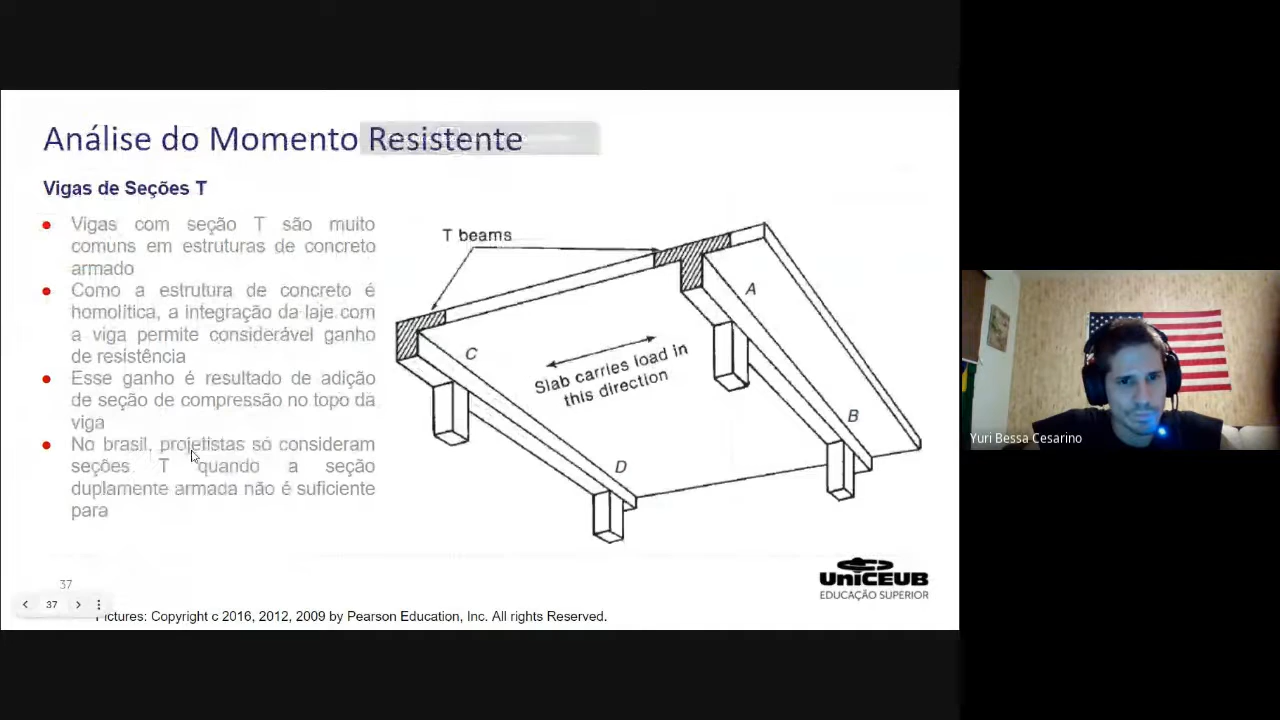 Análise do Momento Resistente
Vigas de Seções T
Vigas com seção T são muito
comuns em estruturas de concreto
armado
Como a estrutura de concreto é
homolítica, a integração da laje com
a viga permite considerável ganho
de resistência
Esse ganho é resultado de adição
de seção de compressão no topo da
viga
No brasil, projetistas só consideram
seções T quando a seção
duplamente armada não é suficiente
para
T beams
A
C
Slab carries load in
this direction
B
D
Yuri Bessa Cesarino
37
37
UniCEUB
EDUCAÇÃO SUPERIOR
Pictures: Copyright c 2016, 2012, 2009 by Pearson Education, Inc. All rights Reserved.